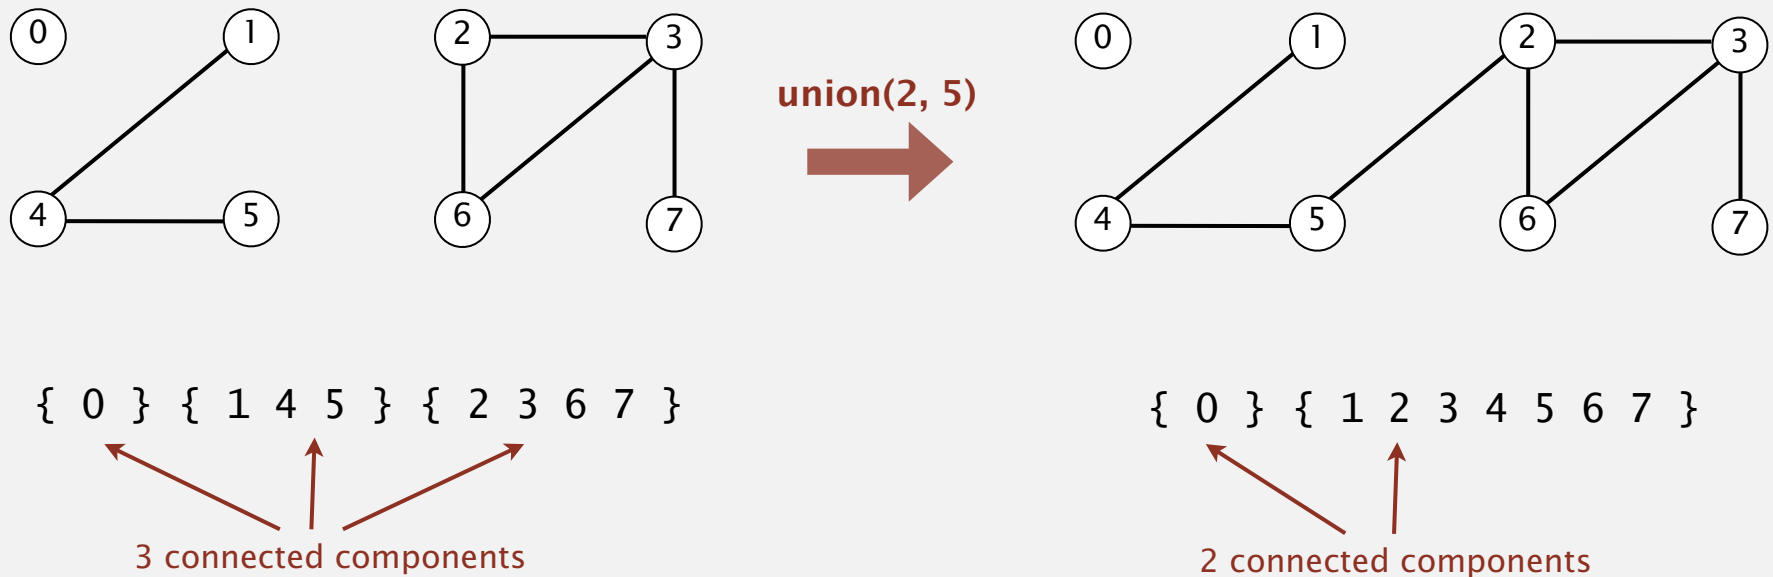 0 1 2 3
4 5 6 7
union(2, 5)
0 1 2 3
4 5 6 7
{ 0 } { 1 4 5 } { 2 3 6 7 }
3 connected components
{ 0 } { 1 2 3 4 5 6 7 }
2 connected components